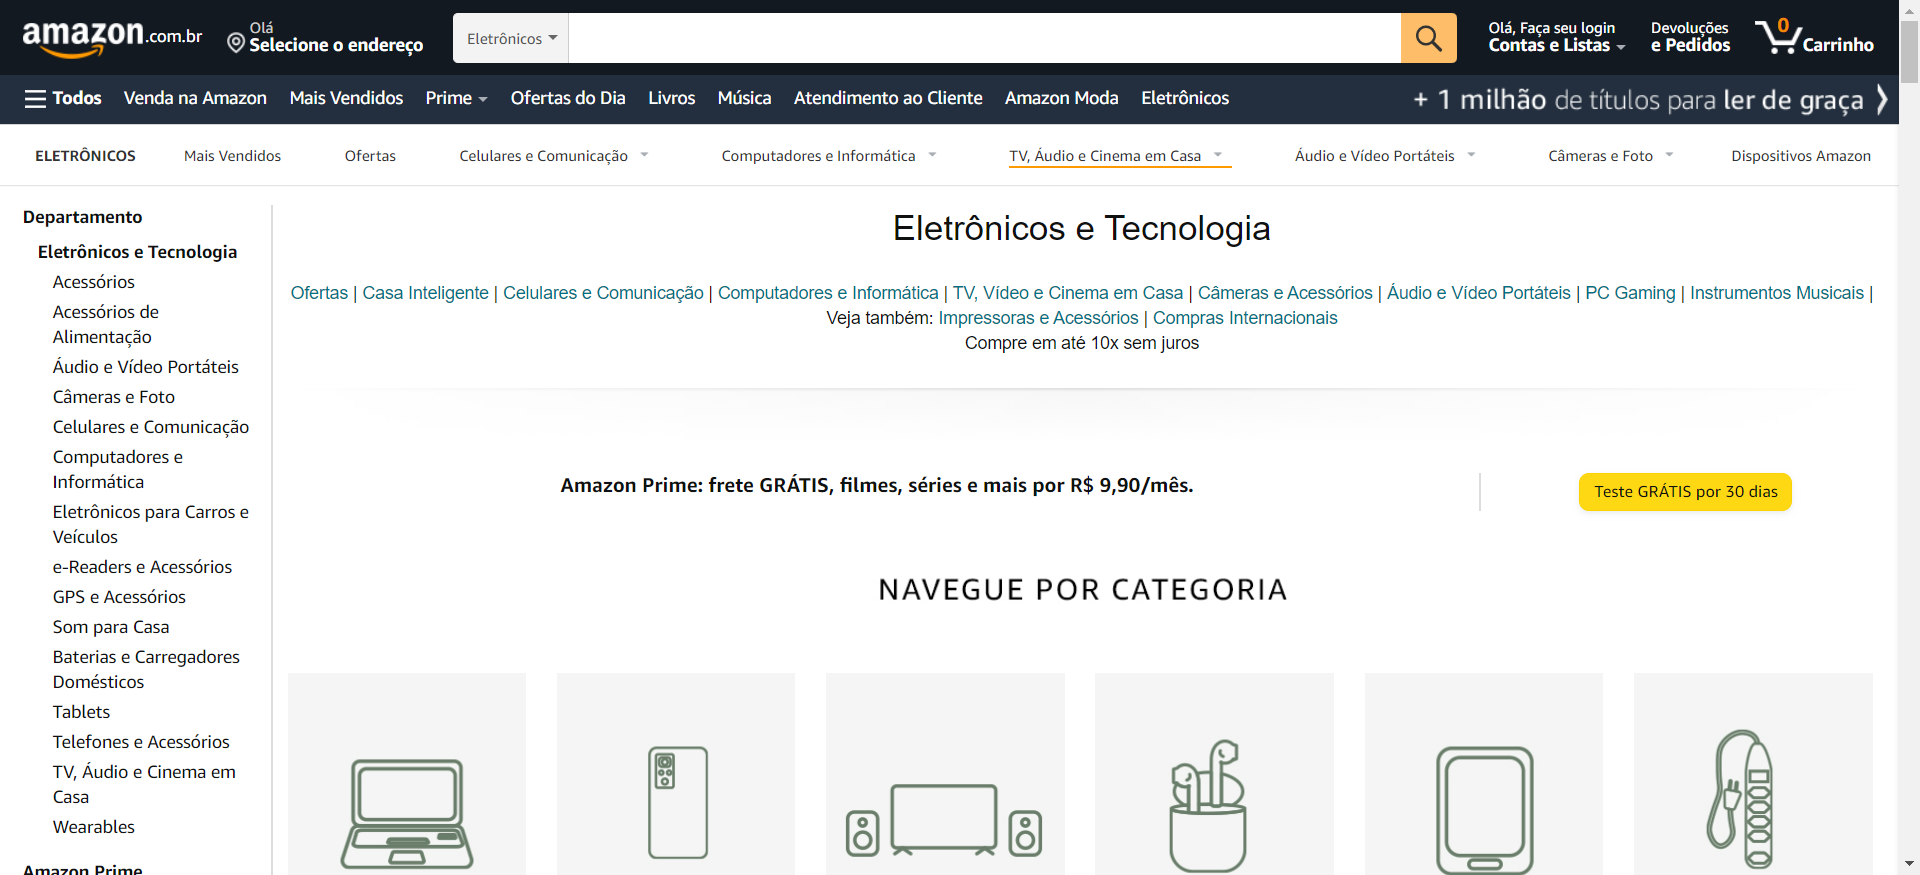 amazon.com.br
Olá
Selecione o endereço
Eletrônicos
Olá, Faça seu login
Contas e Listas
Devoluções
e Pedidos
0
Carrinho
Todos
Venda na Amazon
Mais Vendidos
Prime
Ofertas do Dia
Livros
Música
Atendimento ao Cliente
Amazon Moda
Eletrônicos
+ 1 milhão de títulos para ler de graça
ELETRÔNICOS
Mais Vendidos
Ofertas
Celulares e Comunicação
Computadores e Informática
TV, Áudio e Cinema em Casa
Áudio e Vídeo Portáteis
Câmeras e Foto
Dispositivos Amazon
Departamento
Eletrônicos e Tecnologia
Acessórios
Acessórios de
Alimentação
Áudio e Vídeo Portáteis
Câmeras e Foto
Celulares e Comunicação
Computadores e
Informática
Eletrônicos para Carros e
Veículos
e-Readers e Acessórios
GPS e Acessórios
Som para Casa
Baterias e Carregadores
Domésticos
Tablets
Telefones e Acessórios
TV, Áudio e Cinema em
Casa
Wearables
Amazon Prime
Eletrônicos e Tecnologia
Ofertas | Casa Inteligente | Celulares e Comunicação | Computadores e Informática | TV, Vídeo e Cinema em Casa | Câmeras e Acessórios | Áudio e Vídeo Portáteis | PC Gaming | Instrumentos Musicais |
Veja também: Impressoras e Acessórios | Compras Internacionais
Compre em até 10x sem juros
Amazon Prime: frete GRÁTIS, filmes, séries e mais por R$ 9,90/mês.
Teste GRÁTIS por 30 dias
NAVEGUE POR CATEGORIA